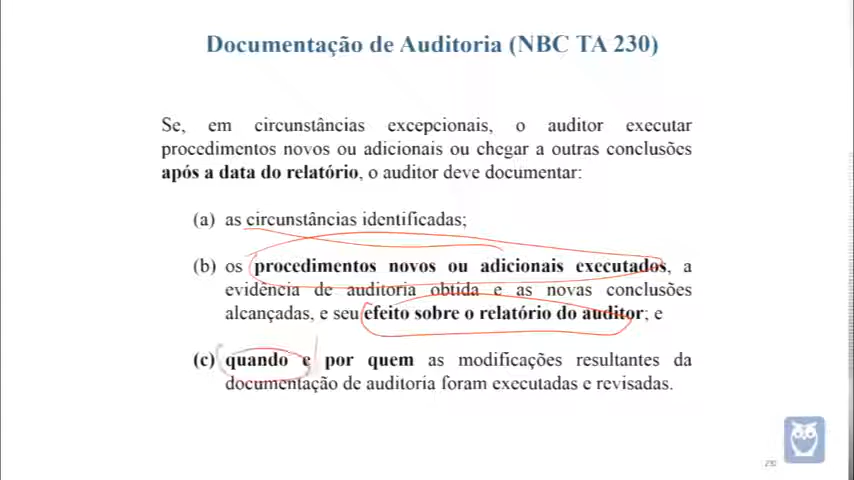 Documentação de Auditoria (NBC TA 230)
Se, em circunstâncias excepcionais, o auditor executar
procedimentos novos ou adicionais ou chegar a outras conclusões
após a data do relatório, o auditor deve documentar:
(a) as circunstâncias identificadas;
(b) os procedimentos novos ou adicionais executados, a
evidência de auditoria obtida e as novas conclusões
alcançadas, e seu efeito sobre o relatório do auditor; e
(c) quando e por quem as modificações resultantes da
documentação de auditoria foram executadas e revisadas.